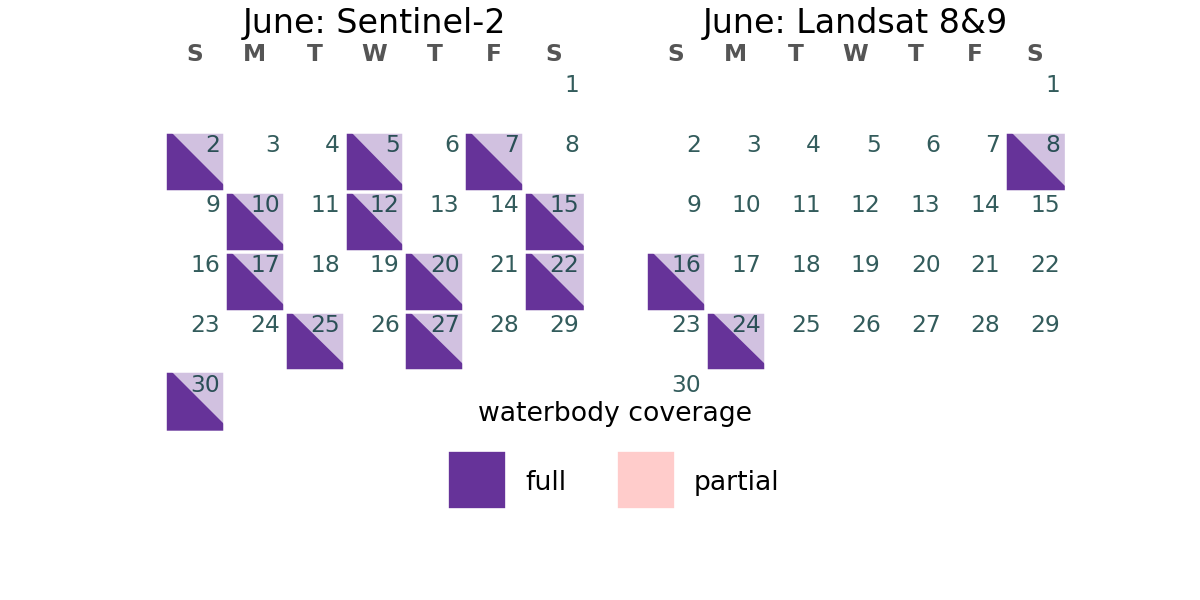 June: Sentinel-2
S M T W T F S
1
2 3 4 5 6 7 8
9 10 11 12 13 14 15
16 17 18 19 20 21 22
23 24 25 26 27 28 29
30
June: Landsat 8&9
S M T W T F S
1
2 3 4 5 6 7 8
9 10 11 12 13 14 15
16 17 18 19 20 21 22
23 24 25 26 27 28 29
30
waterbody coverage
full partial